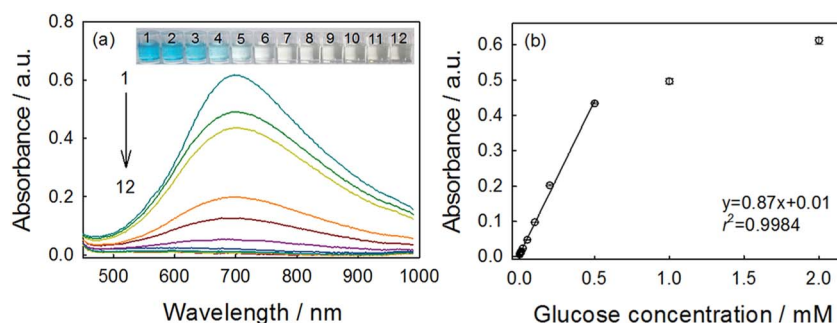 (a)
1 2 3 4 5 6 7 8 9 10 11 12
1
12
0.8
0.6
0.4
0.2
0.0
Absorbance / a.u.
500 600 700 800 900 1000
Wavelength / nm
(b)
0.6
0.5
0.4
0.3
0.2
0.1
0.0
Absorbance / a.u.
y=0.87x+0.01
r²=0.9984
0.0 0.5 1.0 1.5 2.0
Glucose concentration / mM